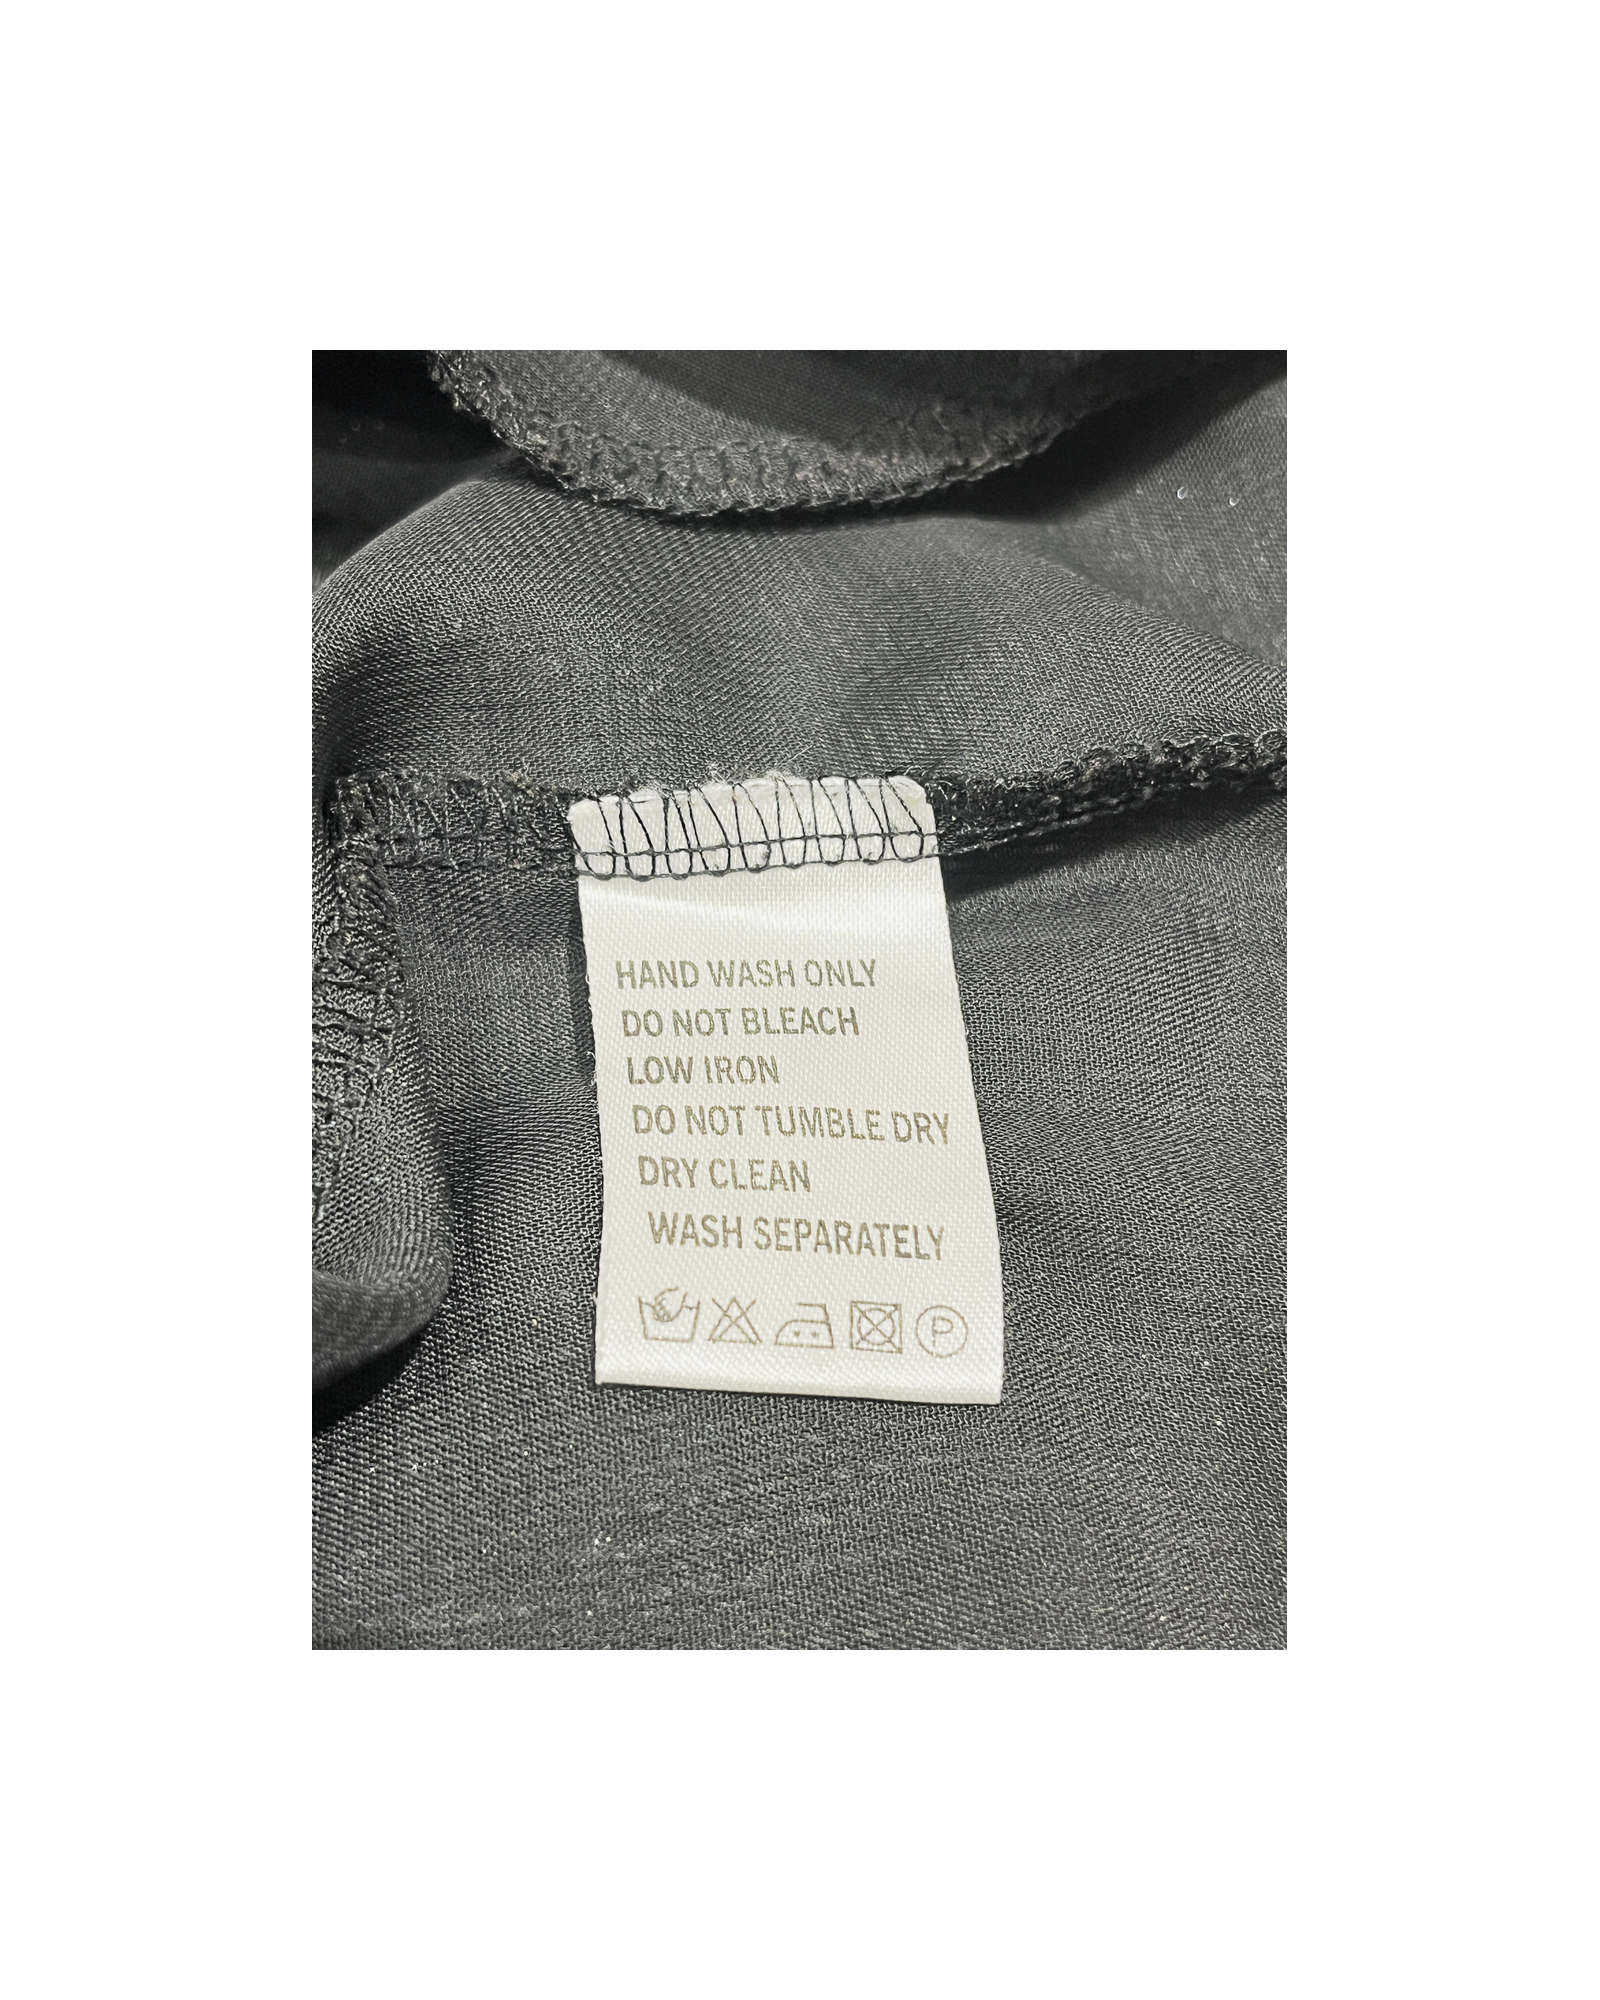 HAND WASH ONLY
DO NOT BLEACH
LOW IRON
DO NOT TUMBLE DRY
DRY CLEAN
WASH SEPARATELY
P